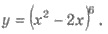 y = (x² − 2x)⁶.